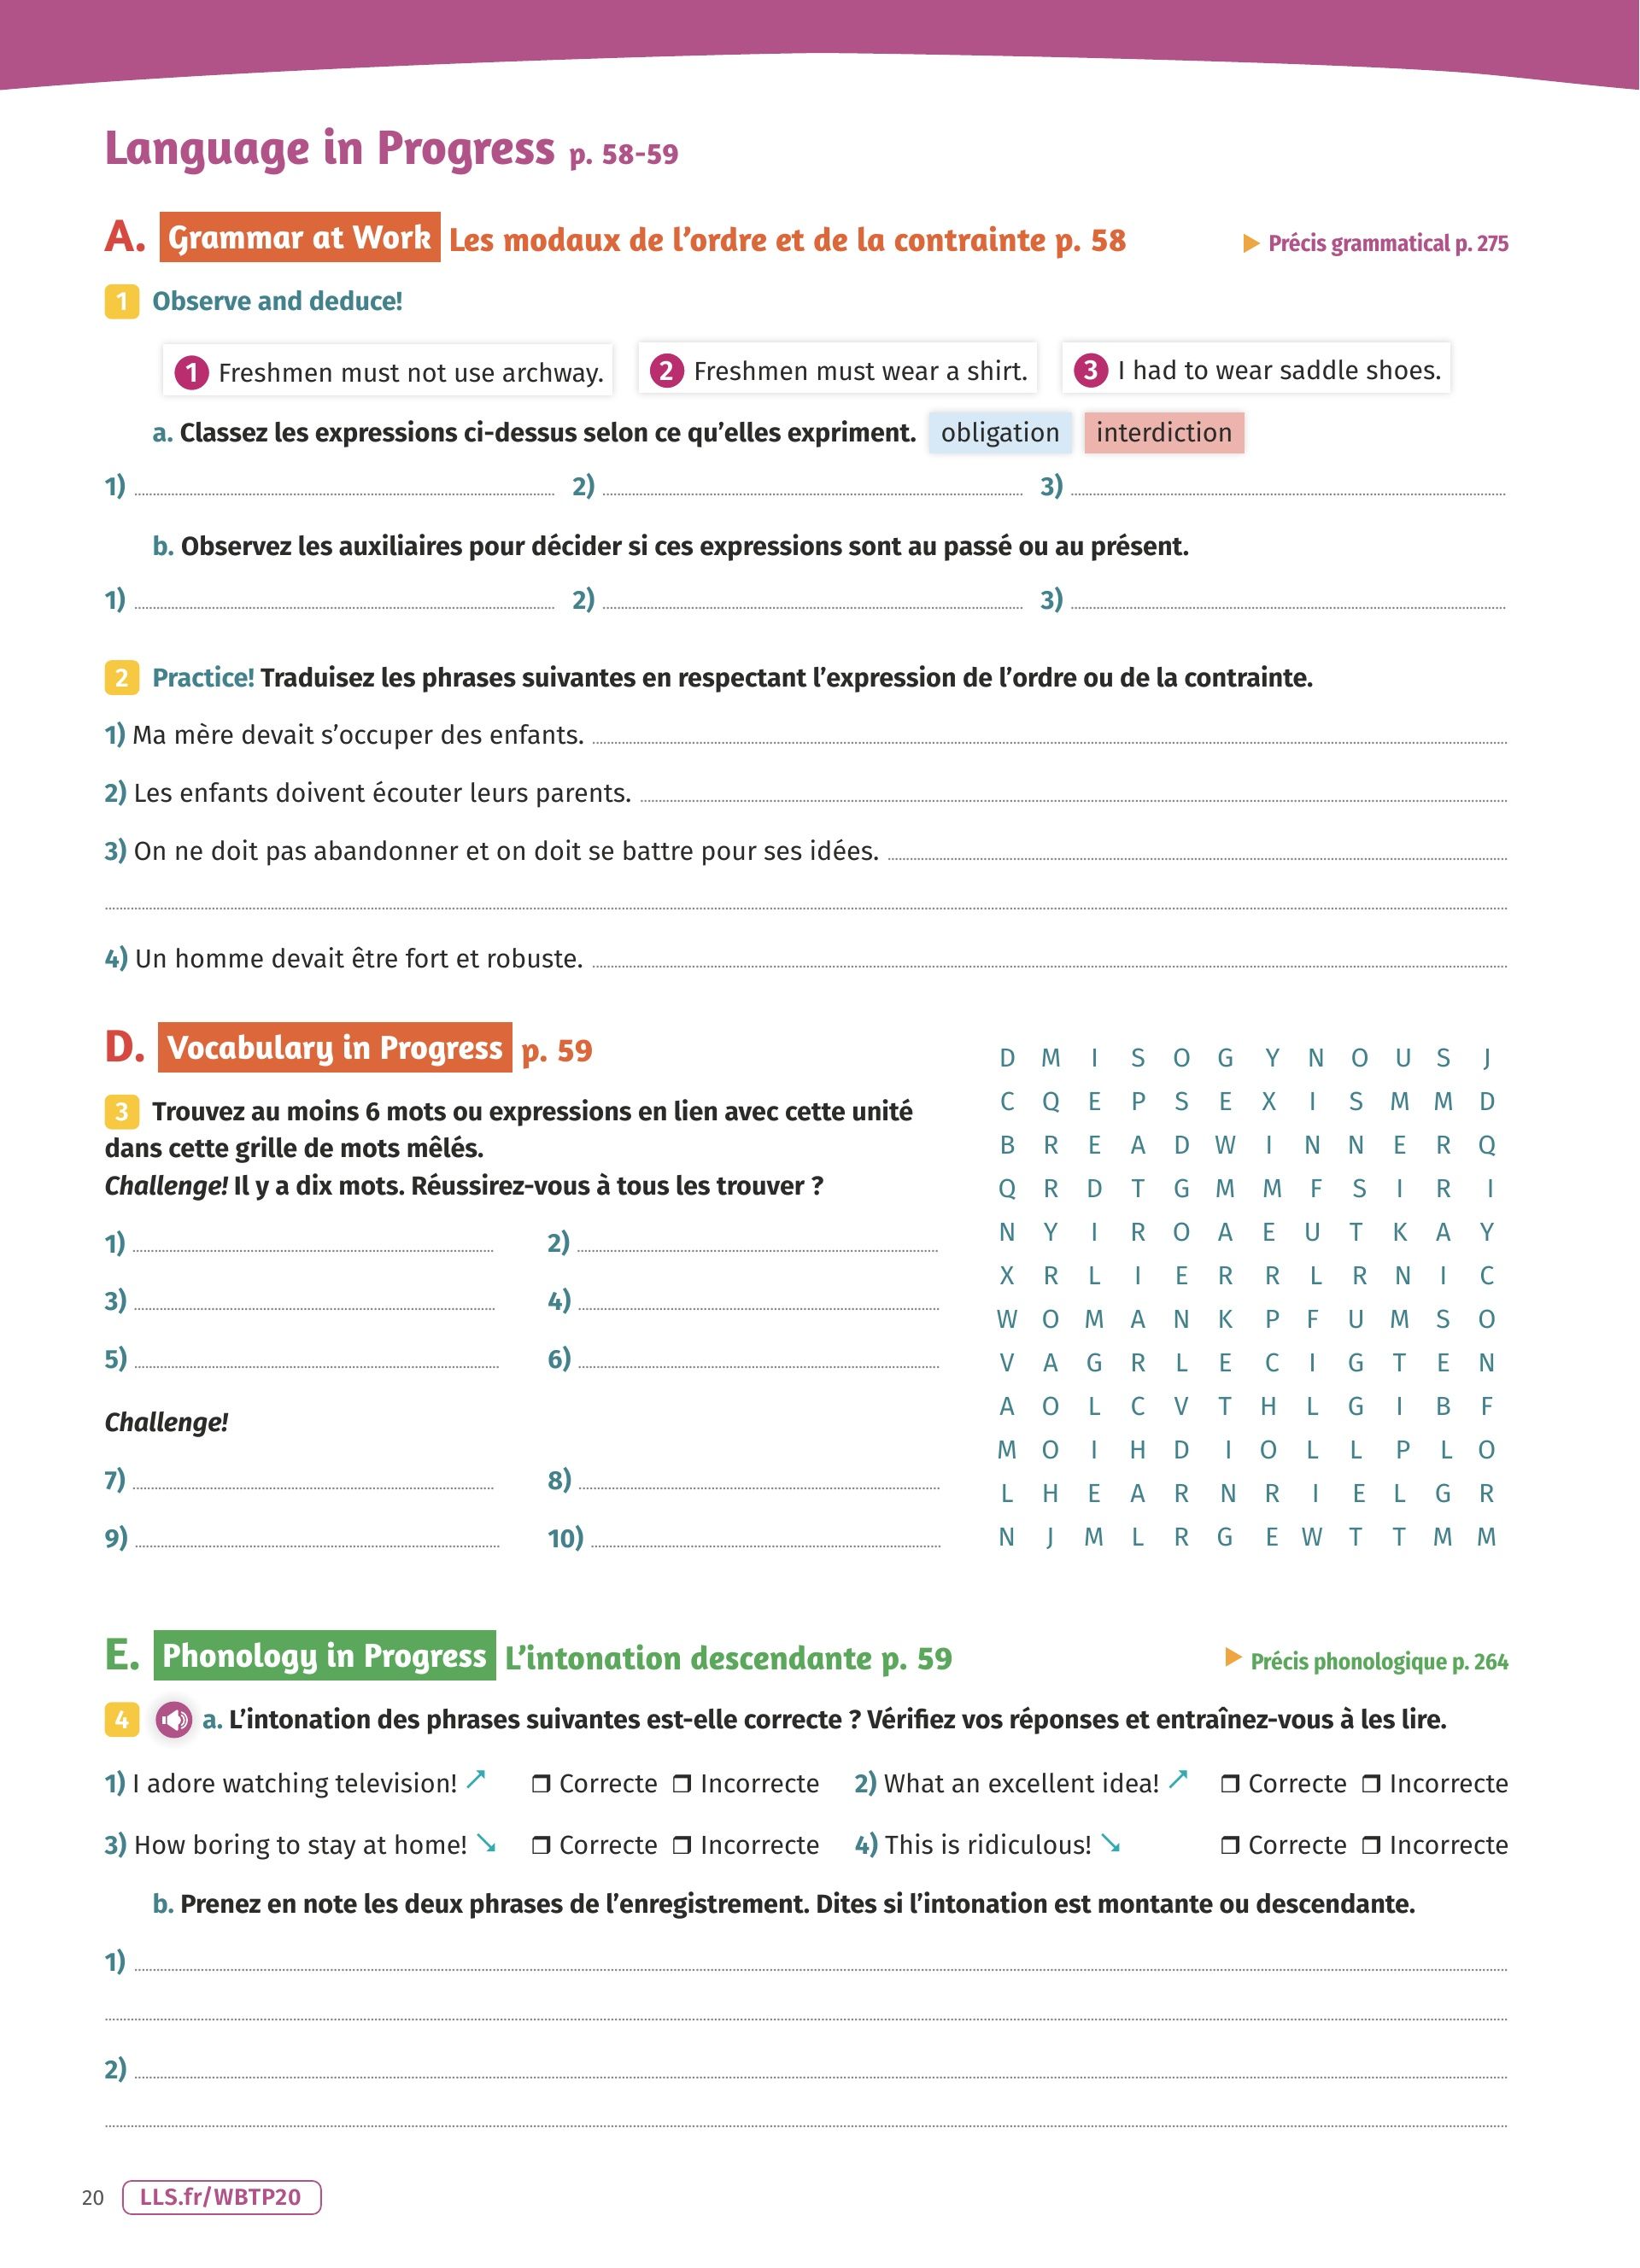 Language in Progress p. 58-59
A. Grammar at Work Les modaux de l’ordre et de la contrainte p. 58 ▶ Précis grammatical p. 275
1 Observe and deduce!
1 Freshmen must not use archway. 2 Freshmen must wear a shirt. 3 I had to wear saddle shoes.
a. Classez les expressions ci-dessus selon ce qu’elles expriment. obligation interdiction
1) 2) 3)
b. Observez les auxiliaires pour décider si ces expressions sont au passé ou au présent.
1) 2) 3)
2 Practice! Traduisez les phrases suivantes en respectant l’expression de l’ordre ou de la contrainte.
1) Ma mère devait s’occuper des enfants.
2) Les enfants doivent écouter leurs parents.
3) On ne doit pas abandonner et on doit se battre pour ses idées.
4) Un homme devait être fort et robuste.
D. Vocabulary in Progress p. 59
3 Trouvez au moins 6 mots ou expressions en lien avec cette unité
dans cette grille de mots mêlés.
Challenge! Il y a dix mots. Réussirez-vous à tous les trouver ?
1) 2)
3) 4)
5) 6)
Challenge!
7) 8)
9) 10)
D M I S O G Y N O U S J
C Q E P S E X I S M M D
B R E A D W I N N E R Q
Q R D T G M M F S I R I
N Y I R O A E U T K A Y
X R L I E R R L R N I C
W O M A N K P F U M S O
V A G R L E C I G T E N
A O L C V T H L G I B F
M O I H D I O L L P L O
L H E A R N R I E L G R
N J M L R G E W T T M M
E. Phonology in Progress L’intonation descendante p. 59 ▶ Précis phonologique p. 264
4 a. L’intonation des phrases suivantes est-elle correcte ? Vérifiez vos réponses et entraînez-vous à les lire.
1) I adore watching television! ↗ ❒ Correcte ❒ Incorrecte 2) What an excellent idea! ↗ ❒ Correcte ❒ Incorrecte
3) How boring to stay at home! ↘ ❒ Correcte ❒ Incorrecte 4) This is ridiculous! ↘ ❒ Correcte ❒ Incorrecte
b. Prenez en note les deux phrases de l’enregistrement. Dites si l’intonation est montante ou descendante.
1)
2)
20 LLS.fr/WBTP20